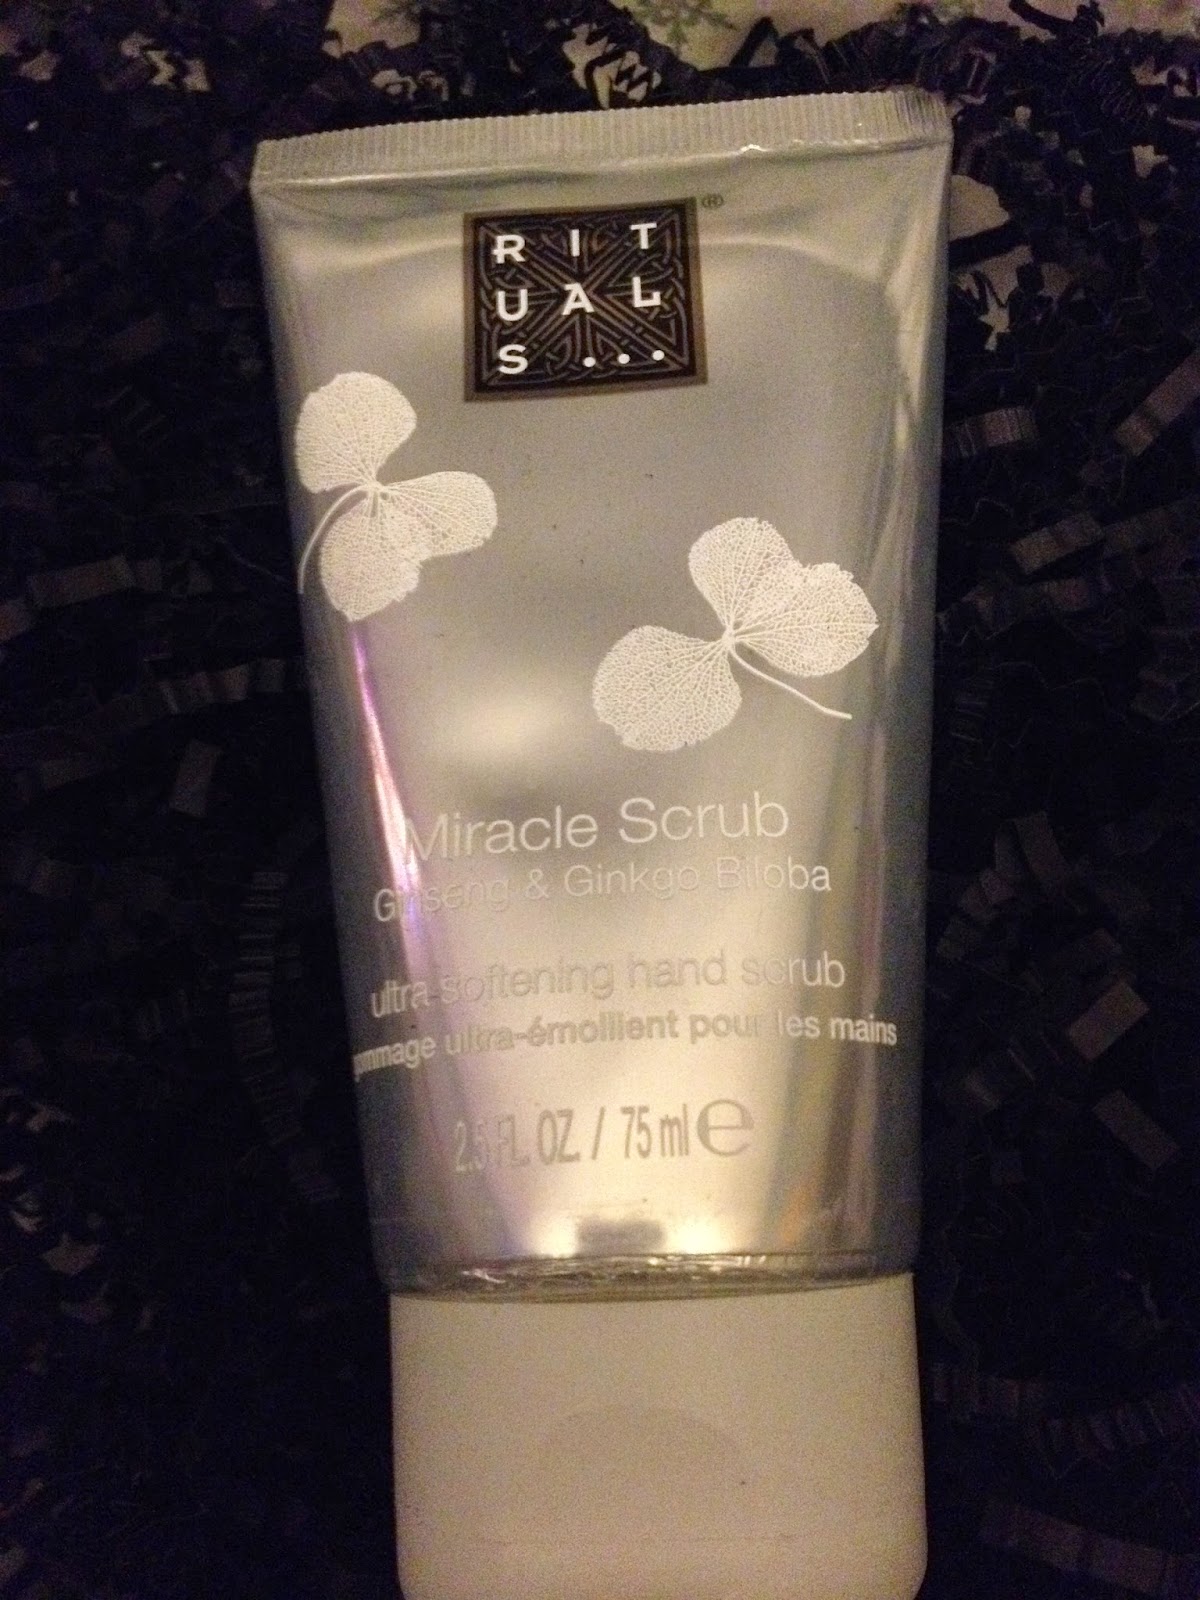 RIT
UAL
S...
®
Miracle Scrub
Ginseng & Ginkgo Biloba
ultra-softening hand scrub
gommage ultra-émollient pour les mains
2.5 FL. OZ. / 75 ml ℮